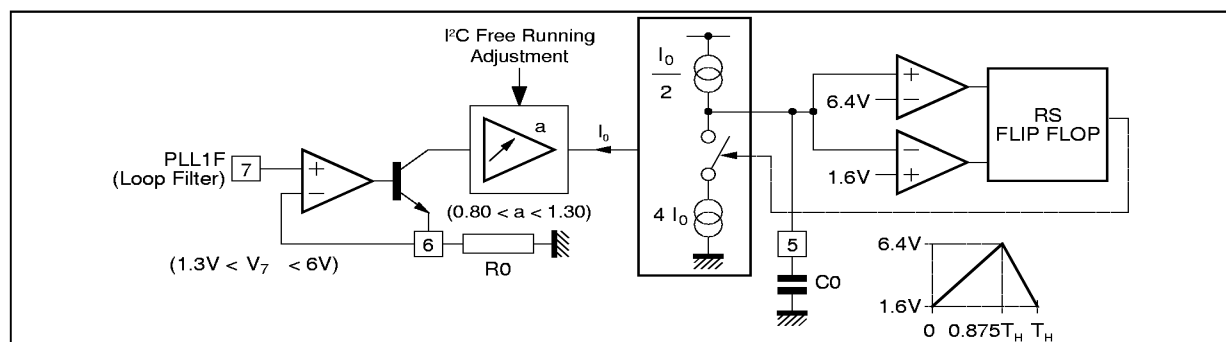 I²C Free Running
Adjustment
a
I₀
I₀
2
4 I₀
PLL1F
(Loop Filter)
7
+
−
(0.80 < a < 1.30)
6
R0
(1.3V < V₇ < 6V)
5
C0
6.4V
+
−
1.6V
−
+
RS
FLIP FLOP
6.4V
1.6V
0 0.875T_H T_H